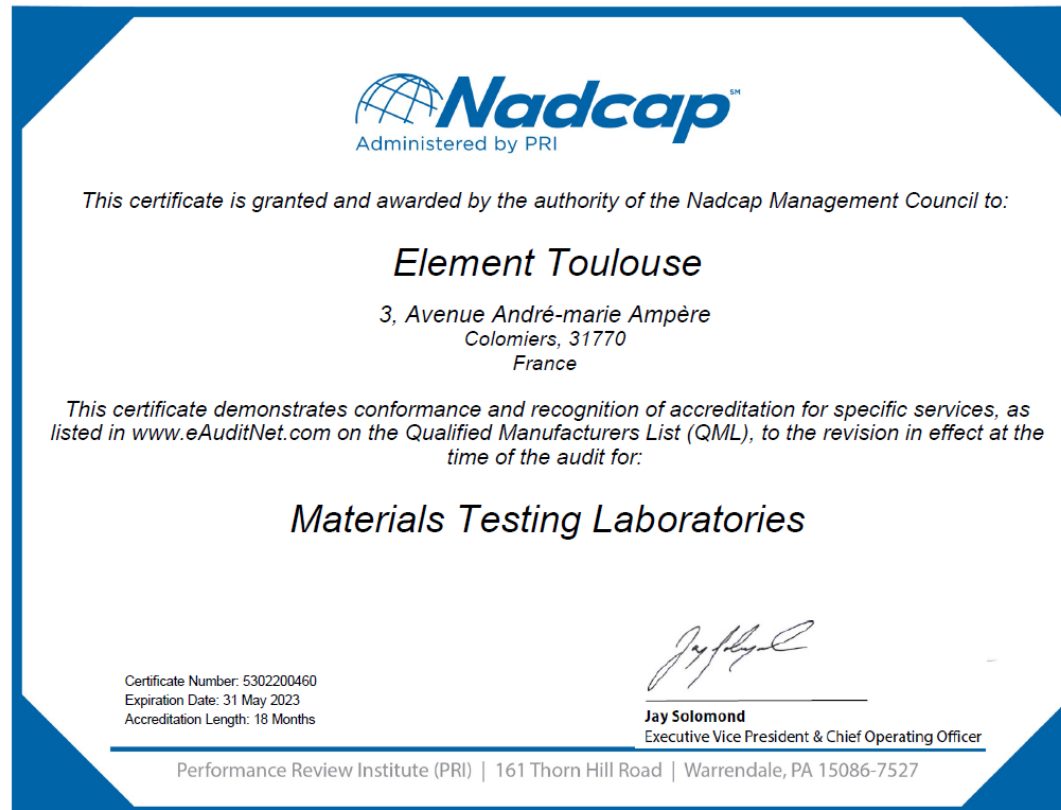 Nadcap℠
Administered by PRI
This certificate is granted and awarded by the authority of the Nadcap Management Council to:
Element Toulouse
3, Avenue André-marie Ampère
Colomiers, 31770
France
This certificate demonstrates conformance and recognition of accreditation for specific services, as
listed in www.eAuditNet.com on the Qualified Manufacturers List (QML), to the revision in effect at the
time of the audit for:
Materials Testing Laboratories
Certificate Number: 5302200460
Expiration Date: 31 May 2023
Accreditation Length: 18 Months
Jay Solomond
Executive Vice President & Chief Operating Officer
Performance Review Institute (PRI) | 161 Thorn Hill Road | Warrendale, PA 15086-7527